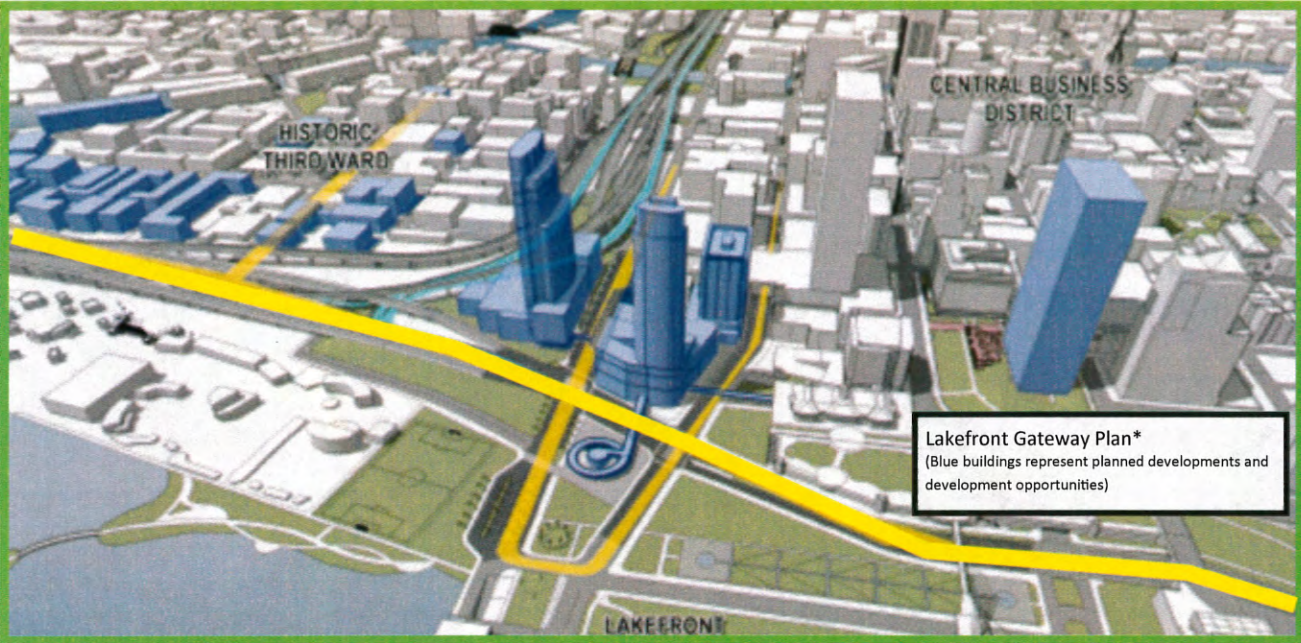 HISTORIC
THIRD WARD
CENTRAL BUSINESS
DISTRICT
Lakefront Gateway Plan*
(Blue buildings represent planned developments and
development opportunities)
LAKEFRONT